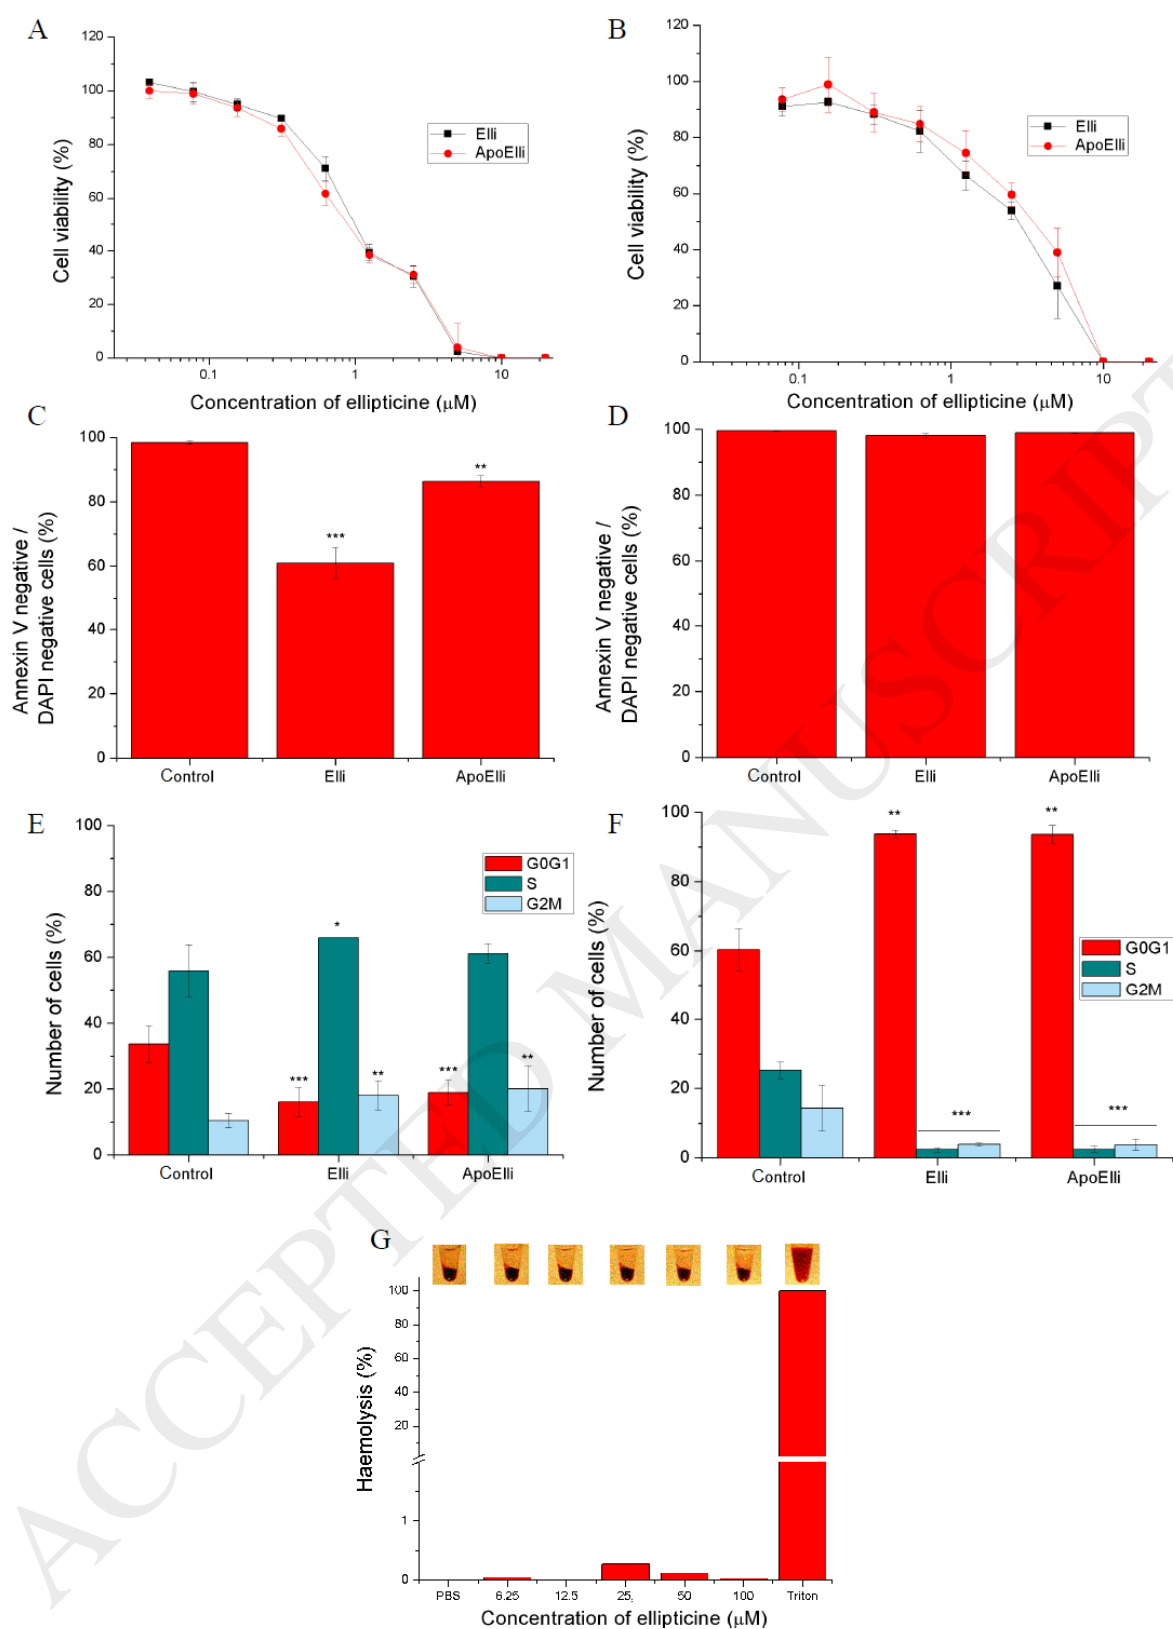 A
120
100
80
60
40
20
0
Cell viability (%)
Elli
ApoElli
0.1
1
10
Concentration of ellipticine (μM)
B
120
100
80
60
40
20
0
Cell viability (%)
Elli
ApoElli
0.1
1
10
Concentration of ellipticine (μM)
C
100
80
60
40
20
0
Annexin V negative /
DAPI negative cells (%)
***
**
Control
Elli
ApoElli
D
100
80
60
40
20
0
Annexin V negative /
DAPI negative cells (%)
Control
Elli
ApoElli
E
100
80
60
40
20
0
Number of cells (%)
G0G1
S
G2M
***
*
**
***
**
Control
Elli
ApoElli
F
100
80
60
40
20
0
Number of cells (%)
G0G1
S
G2M
**
***
**
***
Control
Elli
ApoElli
G
100
80
60
40
20
1
0
Haemolysis (%)
PBS
6.25
12.5
25
50
100
Triton
Concentration of ellipticine (μM)
ACCEPTED MANUSCRIPT